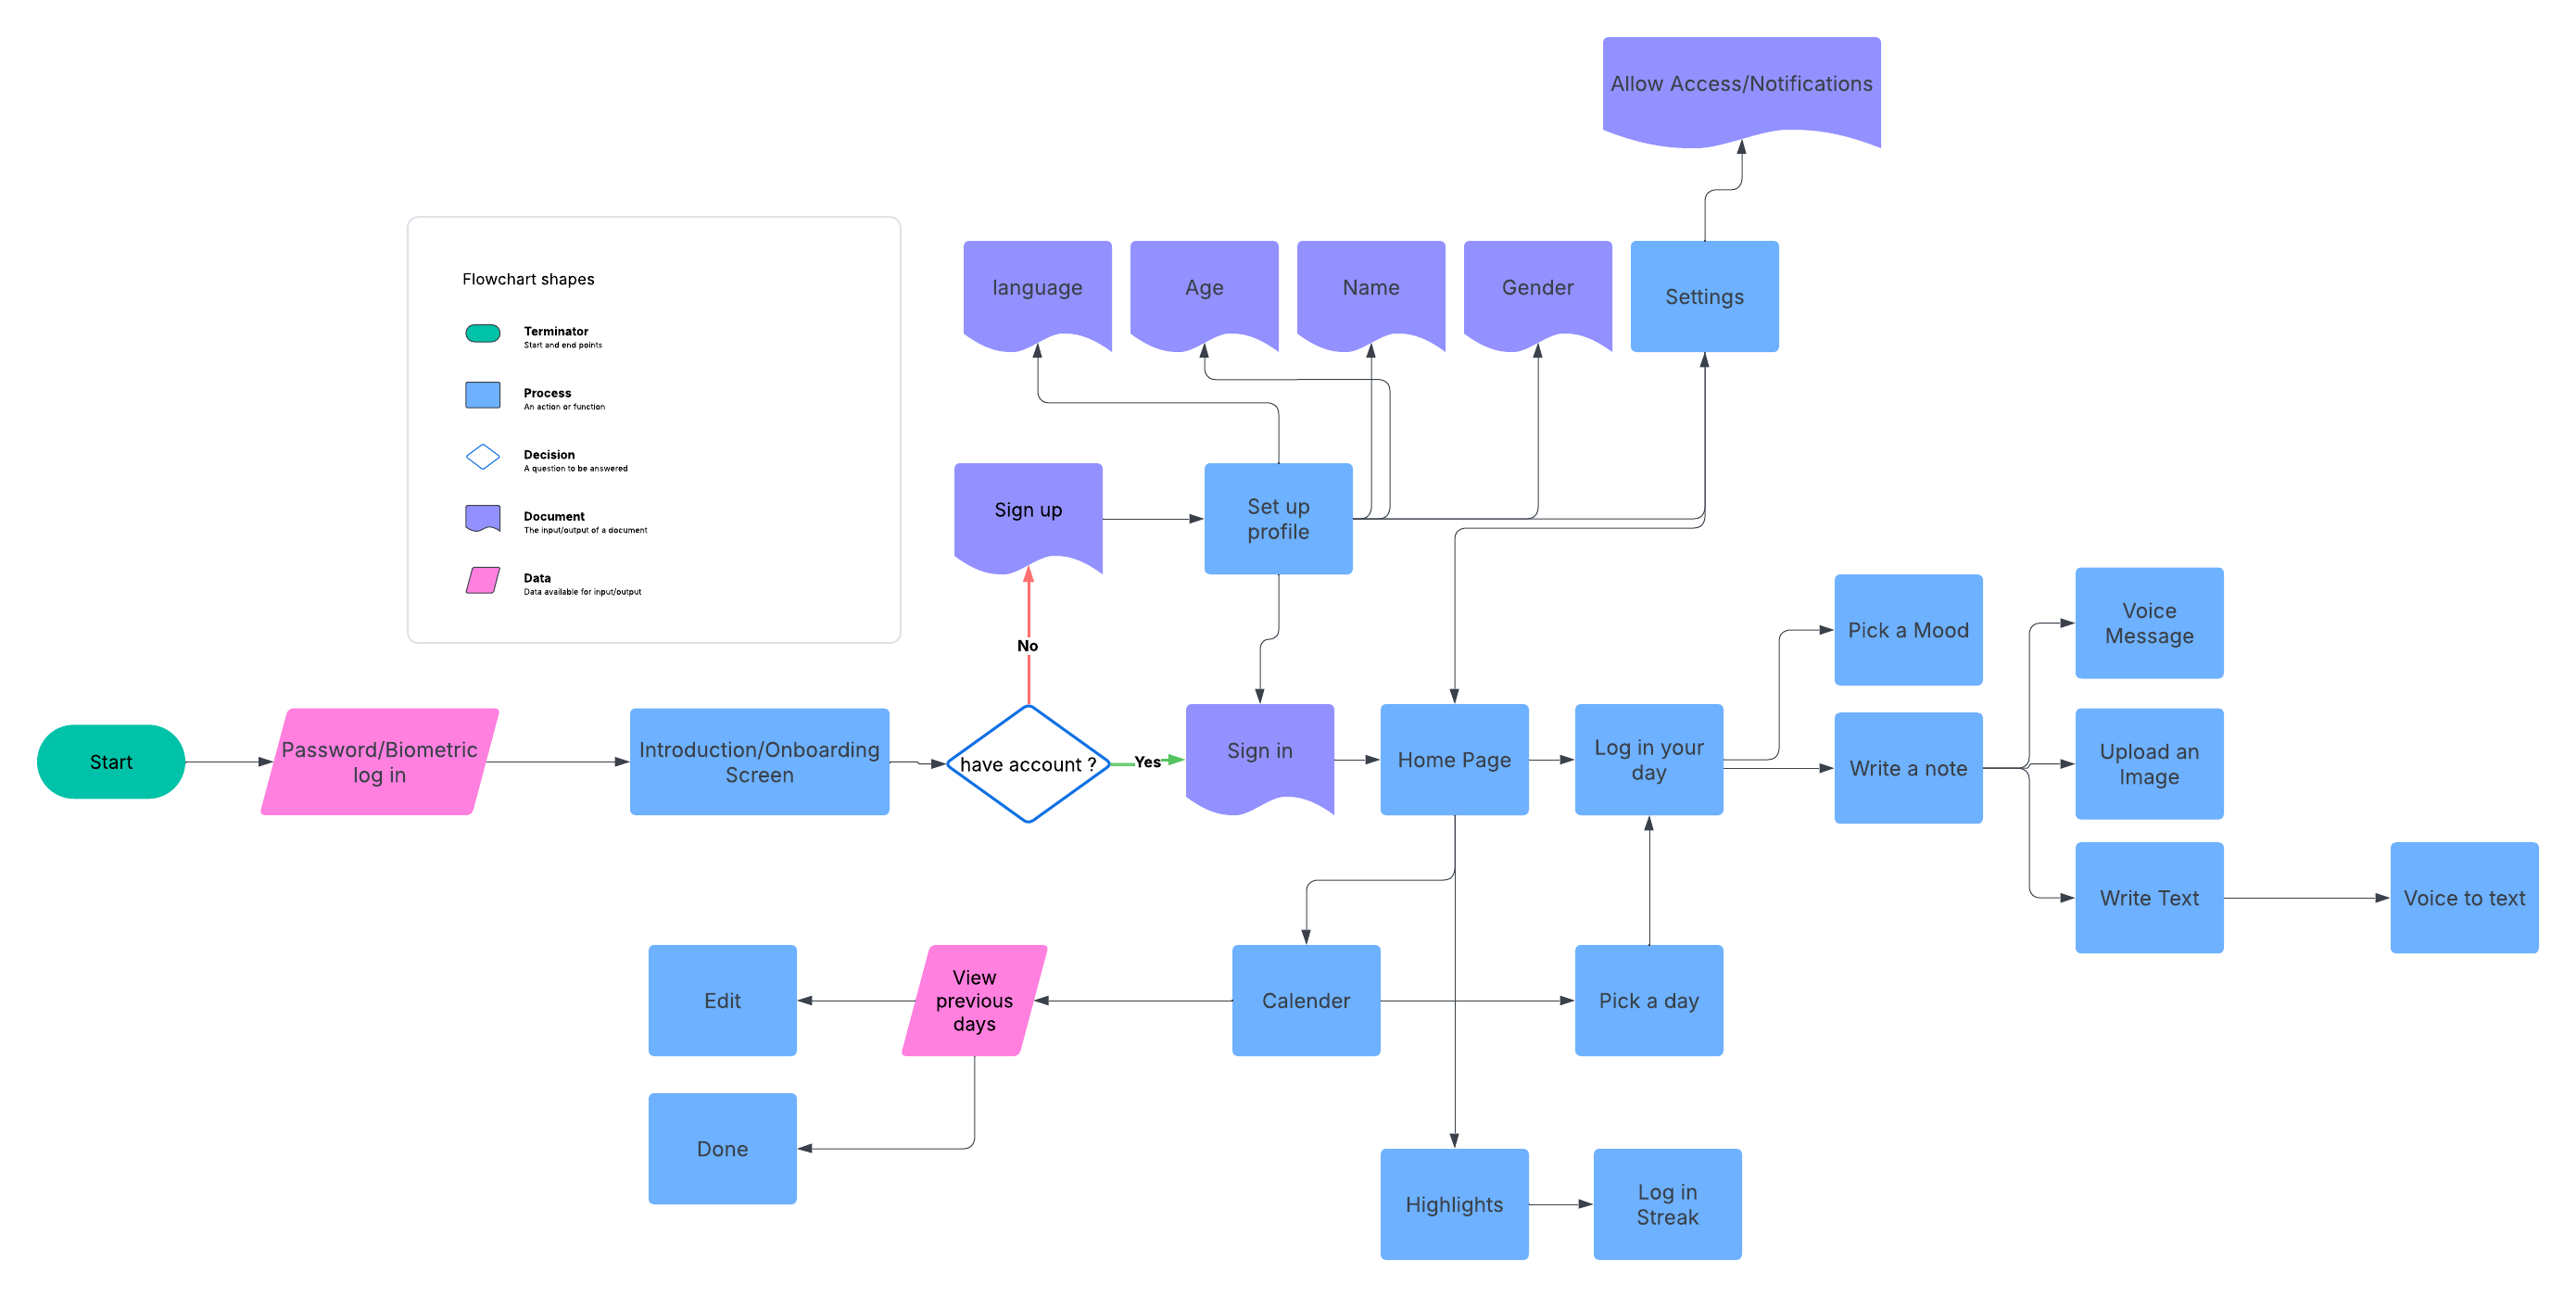 Allow Access/Notifications
Flowchart shapes
Terminator
Start and end points
Process
An action or function
Decision
A question to be answered
Document
The input/output of a document
Data
Data available for input/output
language
Age
Name
Gender
Settings
Sign up
Set up
profile
No
Start
Password/Biometric
log in
Introduction/Onboarding
Screen
have account ?
Yes
Sign in
Home Page
Log in your
day
Pick a Mood
Write a note
Voice
Message
Upload an
Image
Write Text
Voice to text
Edit
View
previous
days
Calender
Pick a day
Done
Highlights
Log in
Streak